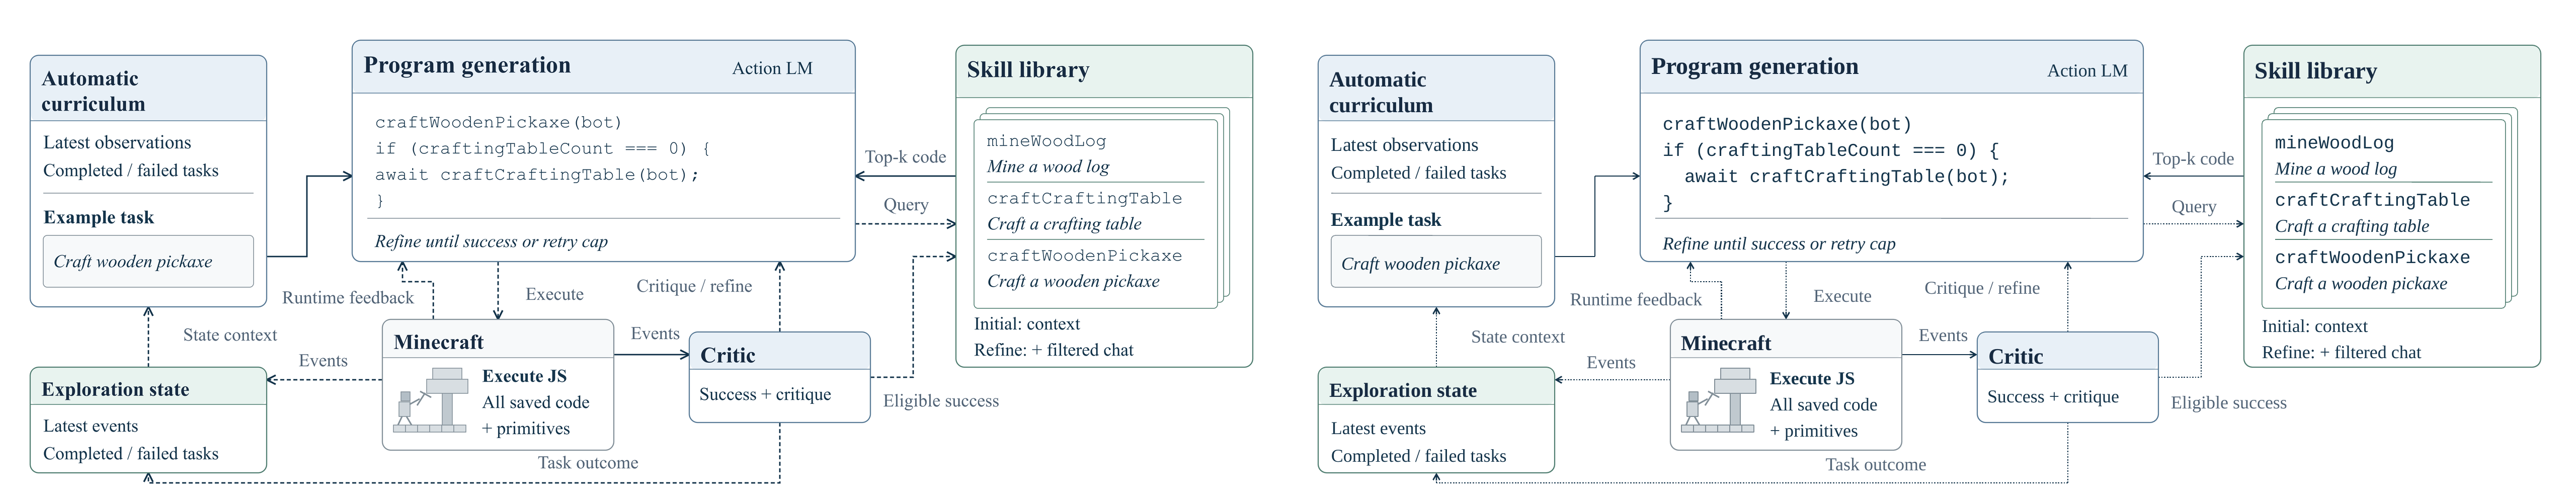 Automatic
curriculum
Latest observations
Completed / failed tasks
Example task
Craft wooden pickaxe
Program generation
Action LM
craftWoodenPickaxe(bot)
if (craftingTableCount === 0) {
await craftCraftingTable(bot);
}
Refine until success or retry cap
Top-k code
Query
Skill library
mineWoodLog
Mine a wood log
craftCraftingTable
Craft a crafting table
craftWoodenPickaxe
Craft a wooden pickaxe
Initial: context
Refine: + filtered chat
Runtime feedback
Execute
Critique / refine
State context
Events
Minecraft
Execute JS
All saved code
+ primitives
Events
Critic
Success + critique
Eligible success
Exploration state
Latest events
Completed / failed tasks
Task outcome
Automatic
curriculum
Latest observations
Completed / failed tasks
Example task
Craft wooden pickaxe
Program generation
Action LM
craftWoodenPickaxe(bot)
if (craftingTableCount === 0) {
await craftCraftingTable(bot);
}
Refine until success or retry cap
Top-k code
Query
Skill library
mineWoodLog
Mine a wood log
craftCraftingTable
Craft a crafting table
craftWoodenPickaxe
Craft a wooden pickaxe
Initial: context
Refine: + filtered chat
Runtime feedback
Execute
Critique / refine
State context
Events
Minecraft
Execute JS
All saved code
+ primitives
Events
Critic
Success + critique
Eligible success
Exploration state
Latest events
Completed / failed tasks
Task outcome